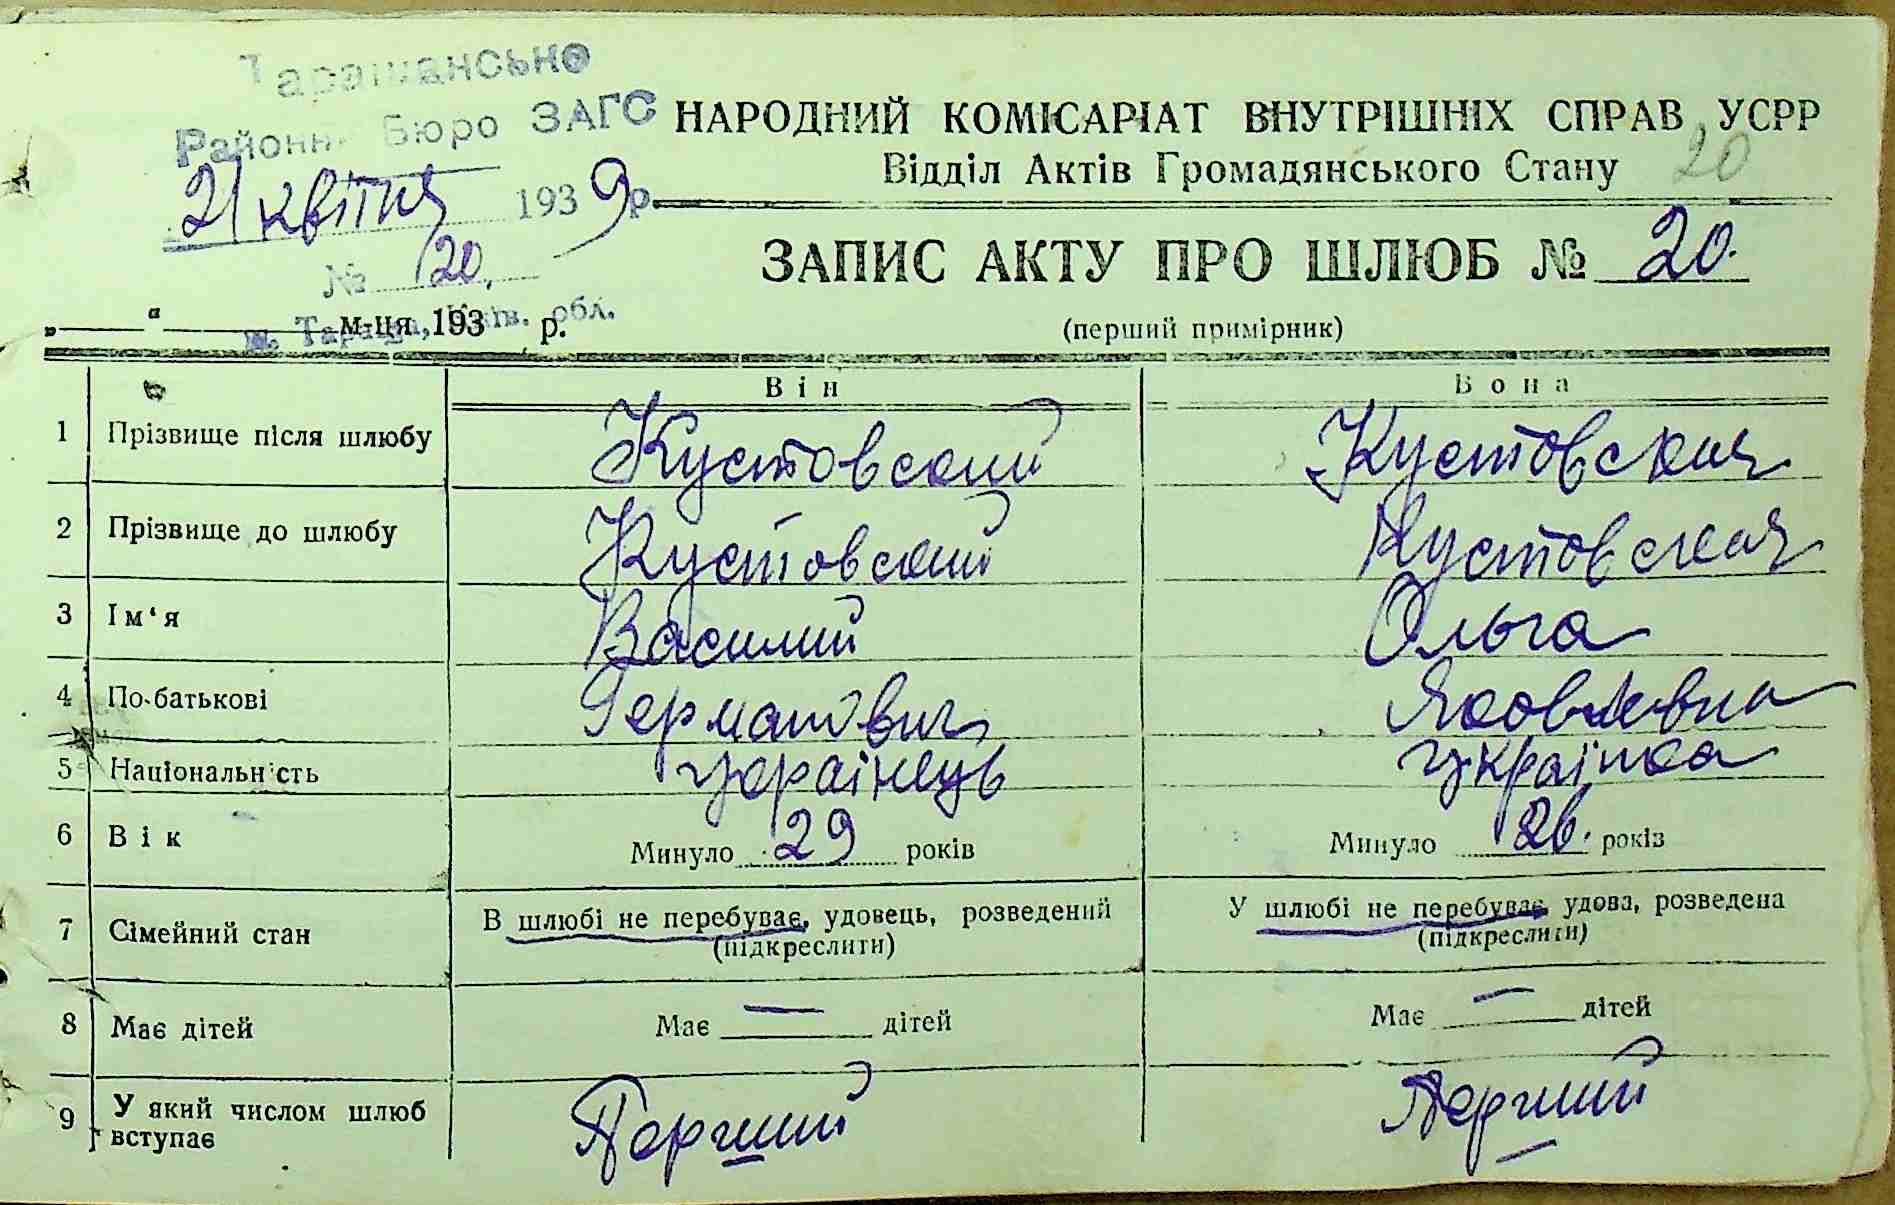 Таращанське
Районне Бюро ЗАГС
21 квітня 1939 р.
№ 20
м. Тараща, Київ. обл.
20
НАРОДНИЙ КОМІСАРІАТ ВНУТРІШНІХ СПРАВ УСРР
Відділ Актів Громадянського Стану
ЗАПИС АКТУ ПРО ШЛЮБ № 20.
„ “ м-ця, 193 р.
(перший примірник)
Він Вона
1 Прізвище після шлюбу Кустовский Кустовская
2 Прізвище до шлюбу Кустовский Кустовская
3 Ім‘я Василий Ольга
4 По-батькові Германович Яковлевна
5 Національність українець українка
6 Вік Минуло 29 років Минуло 26. років
7 Сімейний стан В шлюбі не перебуває, удовець, розведений У шлюбі не перебуває, удова, розведена
(підкреслити) (підкреслити)
8 Має дітей Має — дітей Має — дітей
9 У який числом шлюб вступає Перший Перший